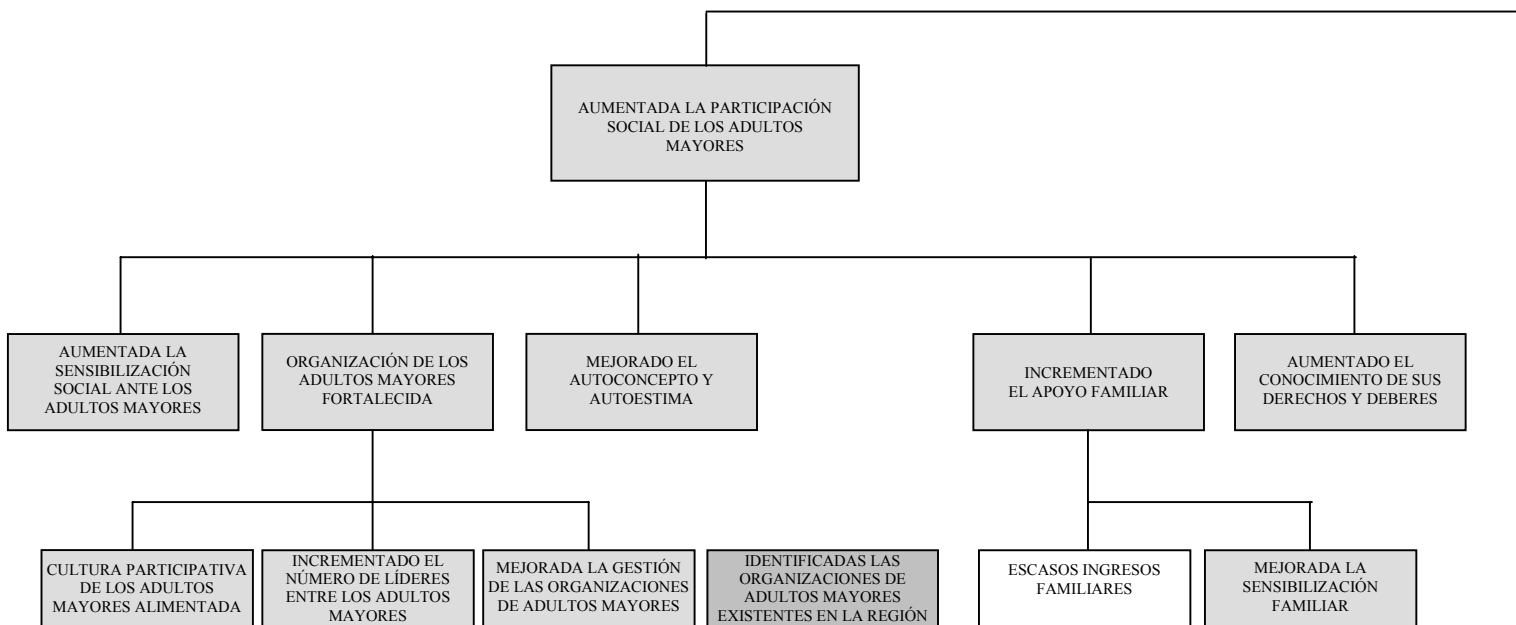 AUMENTADA LA PARTICIPACIÓN
SOCIAL DE LOS ADULTOS
MAYORES
AUMENTADA LA
SENSIBILIZACIÓN
SOCIAL ANTE LOS
ADULTOS MAYORES
ORGANIZACIÓN DE LOS
ADULTOS MAYORES
FORTALECIDA
MEJORADO EL
AUTOCONCEPTO Y
AUTOESTIMA
INCREMENTADO
EL APOYO FAMILIAR
AUMENTADO EL
CONOCIMIENTO DE SUS
DERECHOS Y DEBERES
CULTURA PARTICIPATIVA
DE LOS ADULTOS
MAYORES ALIMENTADA
INCREMENTADO EL
NÚMERO DE LÍDERES
ENTRE LOS ADULTOS
MAYORES
MEJORADA LA GESTIÓN
DE LAS ORGANIZACIONES
DE ADULTOS MAYORES
IDENTIFICADAS LAS
ORGANIZACIONES DE
ADULTOS MAYORES
EXISTENTES EN LA REGIÓN
ESCASOS INGRESOS
FAMILIARES
MEJORADA LA
SENSIBILIZACIÓN
FAMILIAR